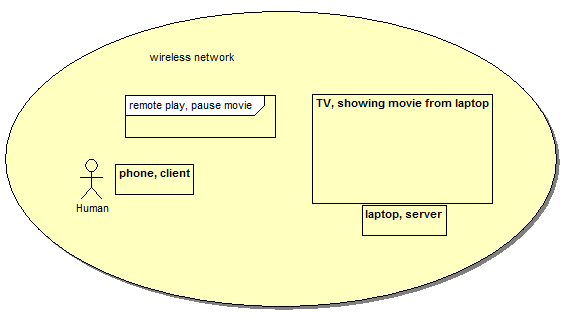 wireless network
remote play, pause movie
TV, showing movie from laptop
phone, client
Human
laptop, server